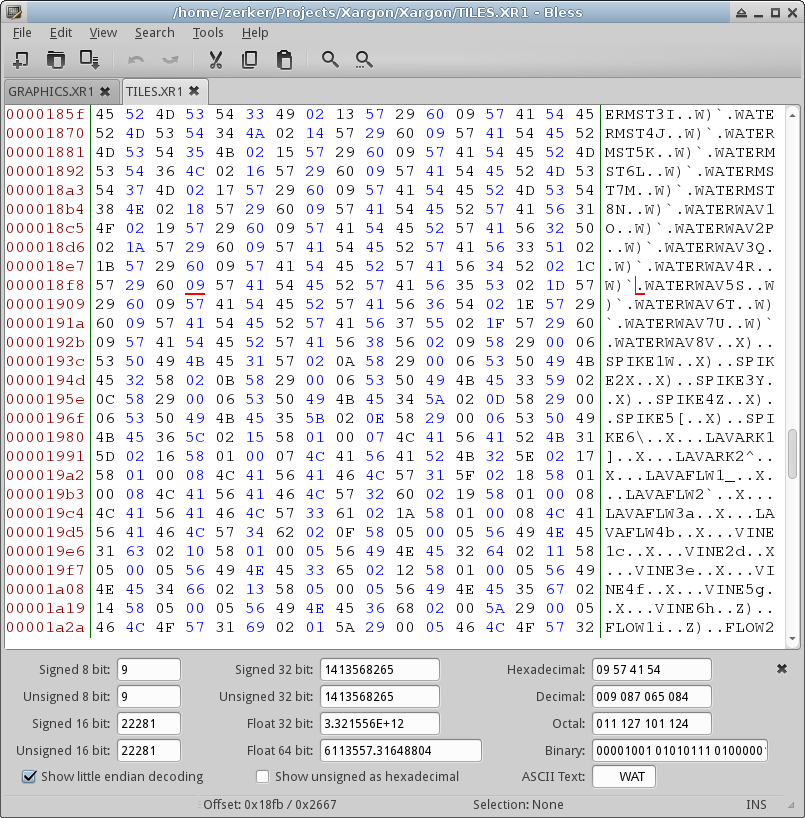 /home/zerker/Projects/Xargon/Xargon/TILES.XR1 - Bless
File Edit View Search Tools Help
GRAPHICS.XR1 TILES.XR1
0000185f 45 52 4D 53 54 33 49 02 13 57 29 60 09 57 41 54 45 ERMST3I..W)`.WATE
00001870 52 4D 53 54 34 4A 02 14 57 29 60 09 57 41 54 45 52 RMST4J..W)`.WATER
00001881 4D 53 54 35 4B 02 15 57 29 60 09 57 41 54 45 52 4D MST5K..W)`.WATERM
00001892 53 54 36 4C 02 16 57 29 60 09 57 41 54 45 52 4D 53 ST6L..W)`.WATERMS
000018a3 54 37 4D 02 17 57 29 60 09 57 41 54 45 52 4D 53 54 T7M..W)`.WATERMST
000018b4 38 4E 02 18 57 29 60 09 57 41 54 45 52 57 41 56 31 8N..W)`.WATERWAV1
000018c5 4F 02 19 57 29 60 09 57 41 54 45 52 57 41 56 32 50 O..W)`.WATERWAV2P
000018d6 02 1A 57 29 60 09 57 41 54 45 52 57 41 56 33 51 02 ..W)`.WATERWAV3Q.
000018e7 1B 57 29 60 09 57 41 54 45 52 57 41 56 34 52 02 1C .W)`.WATERWAV4R..
000018f8 57 29 60 09 57 41 54 45 52 57 41 56 35 53 02 1D 57 W)`.WATERWAV5S..W
00001909 29 60 09 57 41 54 45 52 57 41 56 36 54 02 1E 57 29 )`.WATERWAV6T..W)
0000191a 60 09 57 41 54 45 52 57 41 56 37 55 02 1F 57 29 60 `.WATERWAV7U..W)`
0000192b 09 57 41 54 45 52 57 41 56 38 56 02 09 58 29 00 06 .WATERWAV8V..X)..
0000193c 53 50 49 4B 45 31 57 02 0A 58 29 00 06 53 50 49 4B SPIKE1W..X)..SPIK
0000194d 45 32 58 02 0B 58 29 00 06 53 50 49 4B 45 33 59 02 E2X..X)..SPIKE3Y.
0000195e 0C 58 29 00 06 53 50 49 4B 45 34 5A 02 0D 58 29 00 .X)..SPIKE4Z..X).
0000196f 06 53 50 49 4B 45 35 5B 02 0E 58 29 00 06 53 50 49 .SPIKE5[..X)..SPI
00001980 4B 45 36 5C 02 15 58 01 00 07 4C 41 56 41 52 4B 31 KE6\..X...LAVARK1
00001991 5D 02 16 58 01 00 07 4C 41 56 41 52 4B 32 5E 02 17 ]..X...LAVARK2^..
000019a2 58 01 00 08 4C 41 56 41 46 4C 57 31 5F 02 18 58 01 X...LAVAFLW1_..X.
000019b3 00 08 4C 41 56 41 46 4C 57 32 60 02 19 58 01 00 08 ..LAVAFLW2`..X...
000019c4 4C 41 56 41 46 4C 57 33 61 02 1A 58 01 00 08 4C 41 LAVAFLW3a..X...LA
000019d5 56 41 46 4C 57 34 62 02 0F 58 05 00 05 56 49 4E 45 VAFLW4b..X...VINE
000019e6 31 63 02 10 58 01 00 05 56 49 4E 45 32 64 02 11 58 1c..X...VINE2d..X
000019f7 05 00 05 56 49 4E 45 33 65 02 12 58 01 00 05 56 49 ...VINE3e..X...VI
00001a08 4E 45 34 66 02 13 58 05 00 05 56 49 4E 45 35 67 02 NE4f..X...VINE5g.
00001a19 14 58 05 00 05 56 49 4E 45 36 68 02 00 5A 29 00 05 .X...VINE6h..Z)..
00001a2a 46 4C 4F 57 31 69 02 01 5A 29 00 05 46 4C 4F 57 32 FLOW1i..Z)..FLOW2
Signed 8 bit: 9 Signed 32 bit: 1413568265 Hexadecimal: 09 57 41 54
Unsigned 8 bit: 9 Unsigned 32 bit: 1413568265 Decimal: 009 087 065 084
Signed 16 bit: 22281 Float 32 bit: 3.321556E+12 Octal: 011 127 101 124
Unsigned 16 bit: 22281 Float 64 bit: 6113557.31648804 Binary: 00001001 01010111 0100000
Show little endian decoding Show unsigned as hexadecimal ASCII Text: WAT
Offset: 0x18fb / 0x2667 Selection: None INS